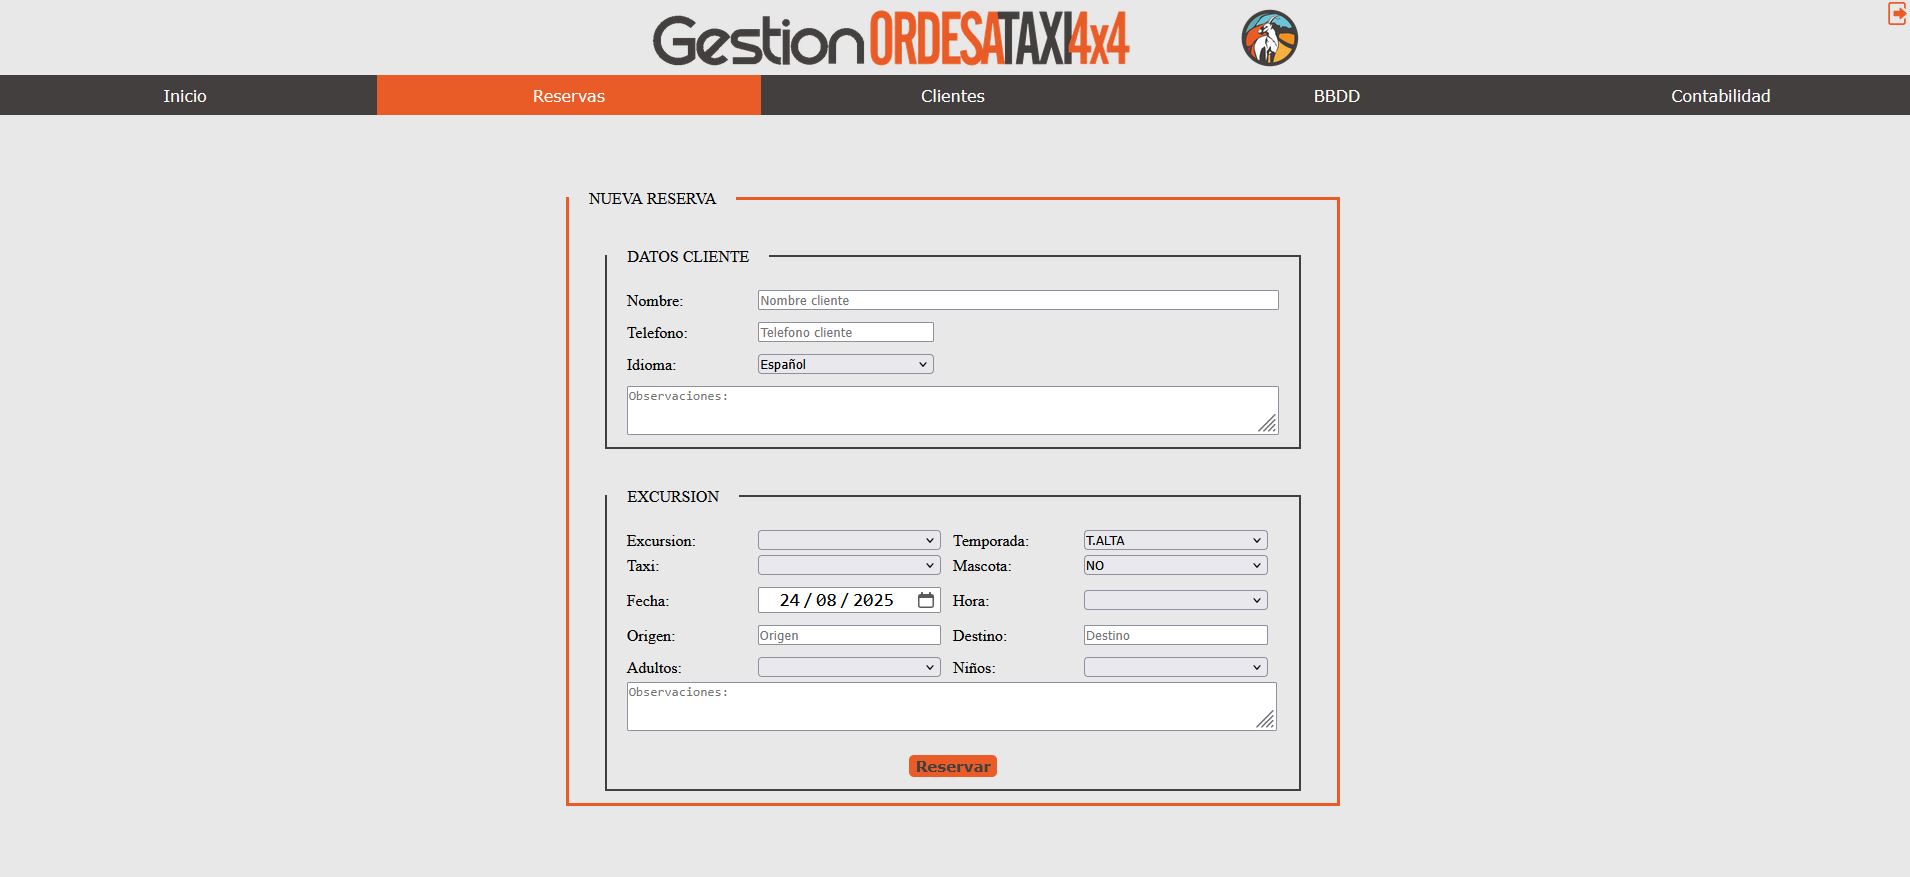 Gestion ORDESATAXI4x4
Inicio Reservas Clientes BBDD Contabilidad
NUEVA RESERVA
DATOS CLIENTE
Nombre: Nombre cliente
Telefono: Telefono cliente
Idioma: Español
Observaciones:
EXCURSION
Excursion: Temporada: T.ALTA
Taxi: Mascota: NO
Fecha: 24/08/2025 Hora:
Origen: Origen Destino: Destino
Adultos: Niños:
Observaciones:
Reservar